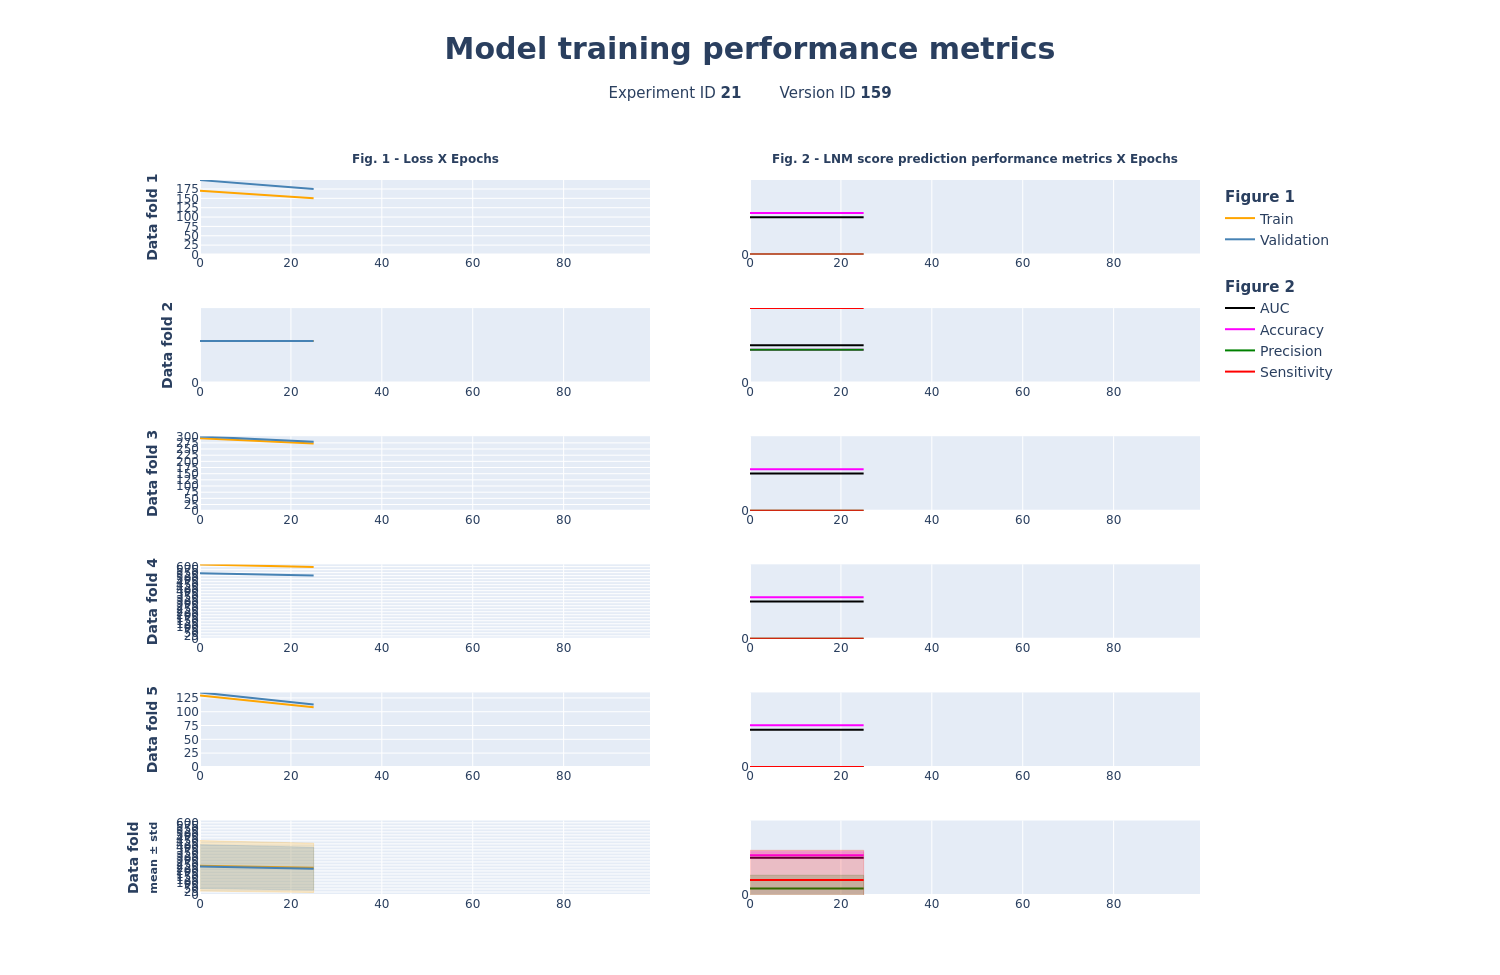 Model training performance metrics
Experiment ID 21 Version ID 159
Fig. 1 - Loss X Epochs
Fig. 2 - LNM score prediction performance metrics X Epochs
Data fold 1
175
150
125
100
75
50
25
0
0 20 40 60 80
0
0 20 40 60 80
Figure 1
Train
Validation
Figure 2
AUC
Accuracy
Precision
Sensitivity
Data fold 2
0
0 20 40 60 80
0
0 20 40 60 80
Data fold 3
300
275
250
225
200
175
150
125
100
75
50
25
0
0 20 40 60 80
0
0 20 40 60 80
Data fold 4
600
0
0 20 40 60 80
0
0 20 40 60 80
Data fold 5
125
100
75
50
25
0
0 20 40 60 80
0
0 20 40 60 80
Data fold
mean ± std
600
0
0 20 40 60 80
0
0 20 40 60 80